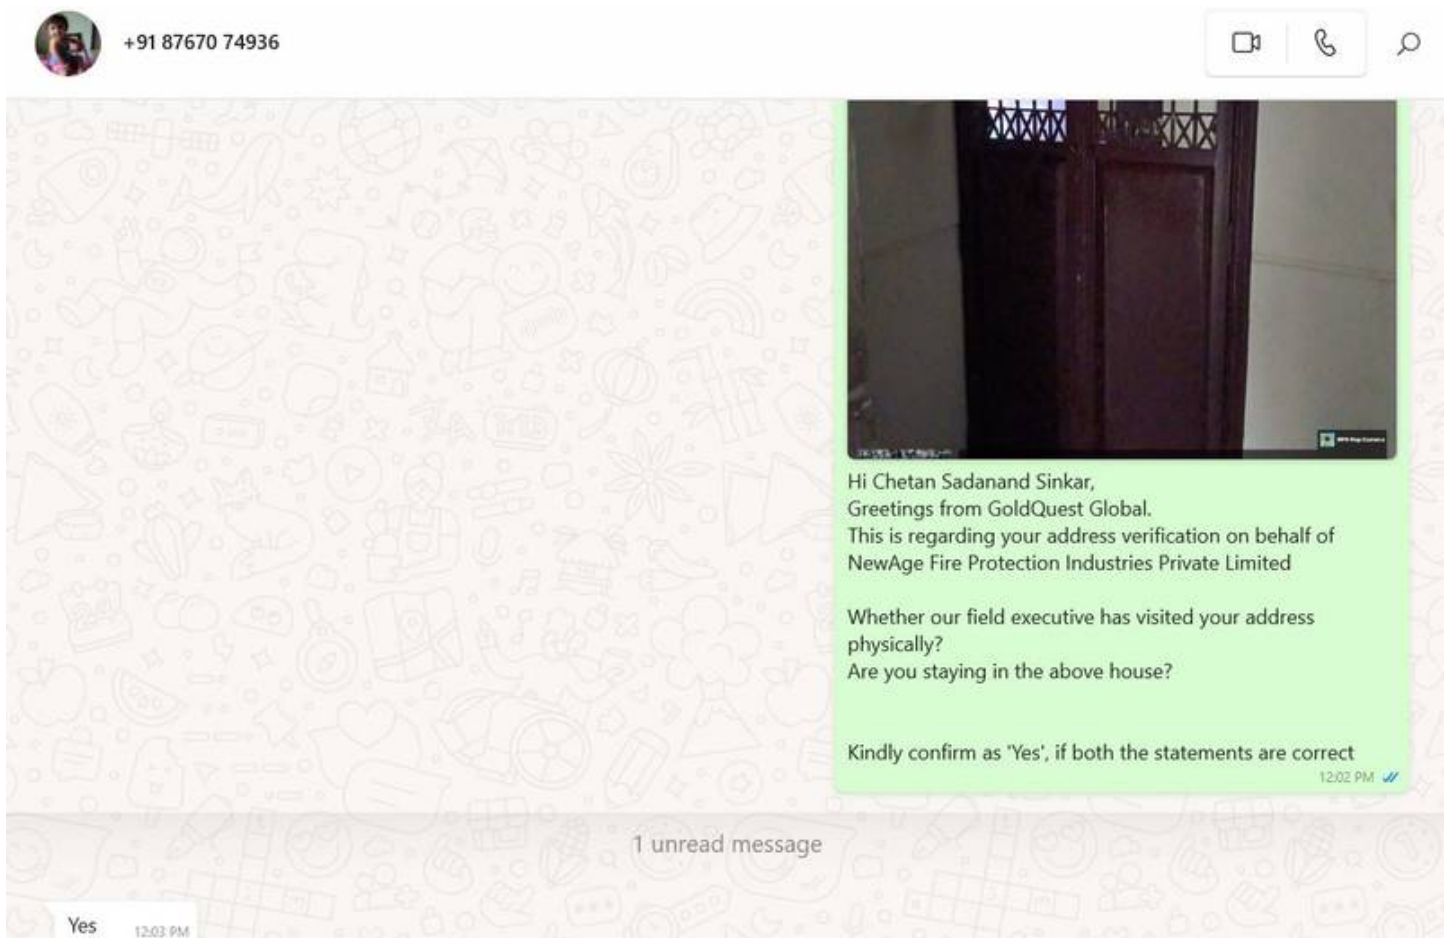 +91 87670 74936
Hi Chetan Sadanand Sinkar,
Greetings from GoldQuest Global.
This is regarding your address verification on behalf of
NewAge Fire Protection Industries Private Limited
Whether our field executive has visited your address
physically?
Are you staying in the above house?
Kindly confirm as 'Yes', if both the statements are correct
12:02 PM
1 unread message
Yes
12:03 PM